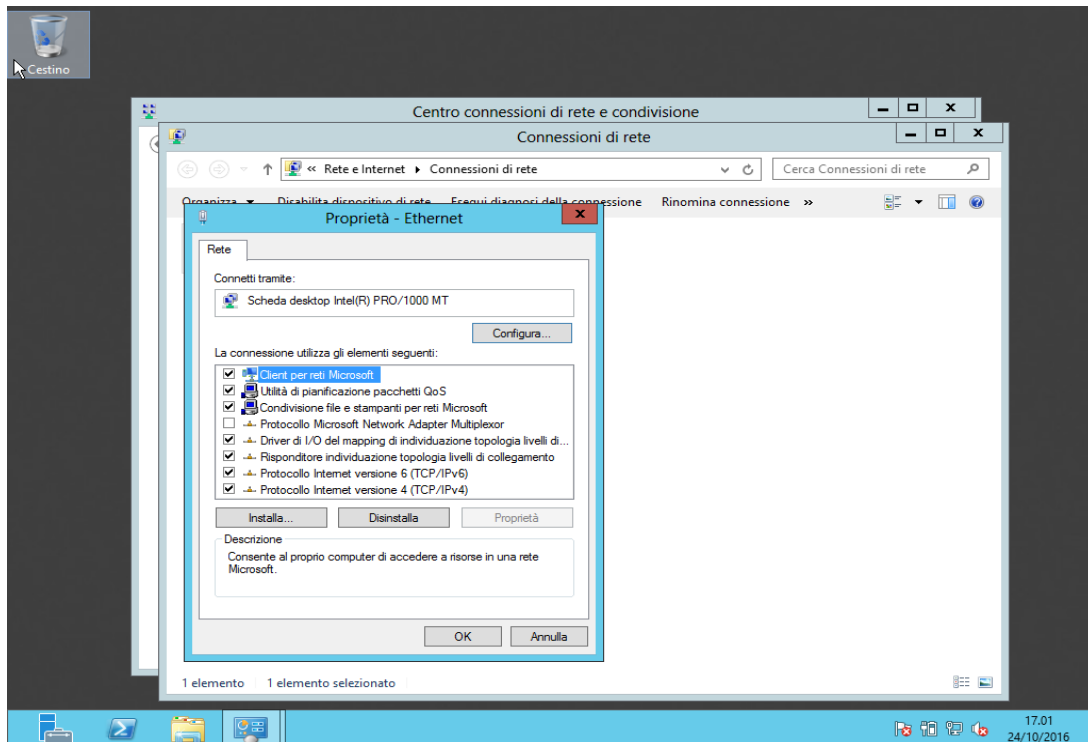 Cestino
Centro connessioni di rete e condivisione
Connessioni di rete
« Rete e Internet Connessioni di rete
Cerca Connessioni di rete
Organizza Disabilita dispositivo di rete Esegui diagnosi della connessione Rinomina connessione »
Proprietà - Ethernet
Rete
Connetti tramite:
Scheda desktop Intel(R) PRO/1000 MT
Configura...
La connessione utilizza gli elementi seguenti:
Client per reti Microsoft
Utilità di pianificazione pacchetti QoS
Condivisione file e stampanti per reti Microsoft
Protocollo Microsoft Network Adapter Multiplexor
Driver di I/O del mapping di individuazione topologia livelli di...
Risponditore individuazione topologia livelli di collegamento
Protocollo Internet versione 6 (TCP/IPv6)
Protocollo Internet versione 4 (TCP/IPv4)
Installa... Disinstalla Proprietà
Descrizione
Consente al proprio computer di accedere a risorse in una rete
Microsoft.
OK Annulla
1 elemento 1 elemento selezionato
17.01
24/10/2016